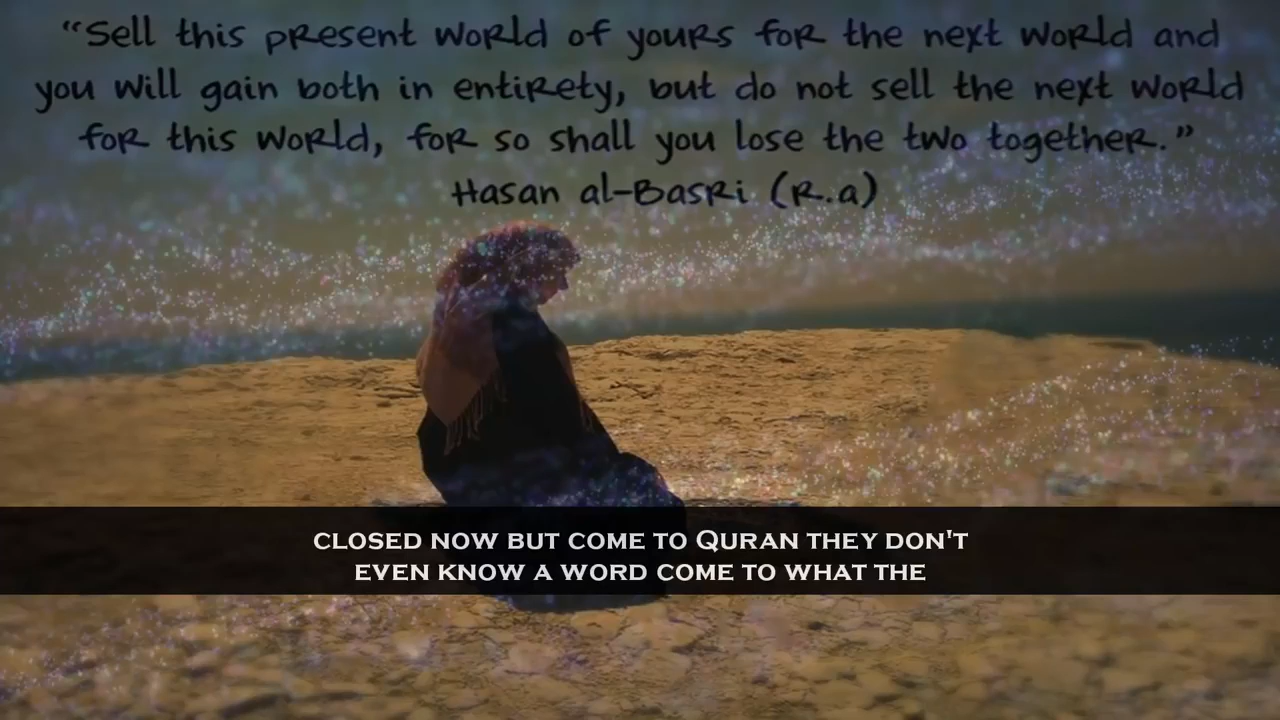 “Sell this present world of yours for the next world and
you will gain both in entirety, but do not sell the next world
for this world, for so shall you lose the two together.”
Hasan al-Basri (R.a)
CLOSED NOW BUT COME TO QURAN THEY DON'T
EVEN KNOW A WORD COME TO WHAT THE